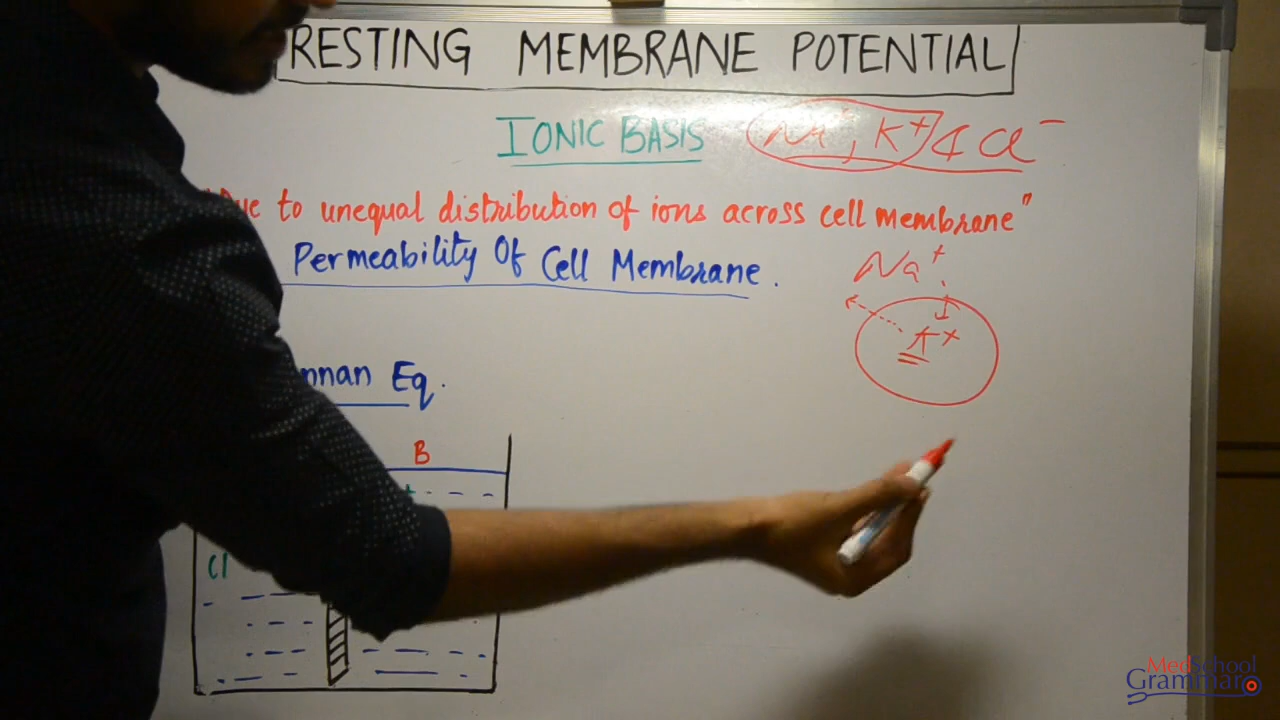 RESTING MEMBRANE POTENTIAL
IONIC BASIS Na⁺, K⁺ & Cl⁻
to unequal distribution of ions across cell membrane"
Permeability Of Cell Membrane.
Na⁺
K⁺
Eq.
B
Cl
MedSchool
Grammar